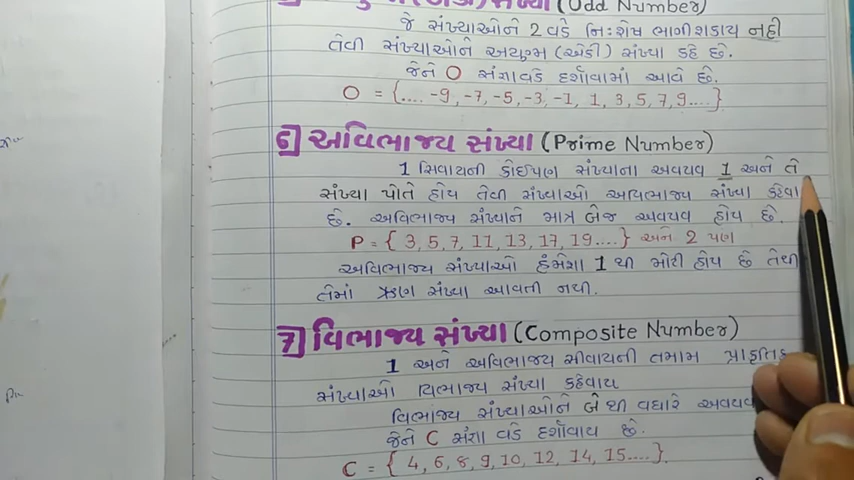 સંખ્યા (Odd Number)
જે સંખ્યાઓને 2 વડે નિ:શેષ ભાગી શકાય નહી
તેવી સંખ્યાઓને અયુગ્મ (એકી) સંખ્યા કહે છે.
જેને O સંજ્ઞા વડે દર્શાવામાં આવે છે.
O = {.... -9, -7, -5, -3, -1, 1, 3, 5, 7, 9....}
6] અવિભાજ્ય સંખ્યા (Prime Number)
1 સિવાયની કોઈપણ સંખ્યાના અવયવ 1 અને તે
સંખ્યા પોતે હોય તેવી સંખ્યાઓ અવિભાજ્ય સંખ્યા કહેવા
છે. અવિભાજ્ય સંખ્યાને માત્ર બેજ અવયવ હોય છે.
P = { 3, 5, 7, 11, 13, 17, 19....} અને 2 પણ
અવિભાજ્ય સંખ્યાઓ હંમેશા 1 થી મોટી હોય છે તેથી
તેમાં ઋણ સંખ્યા આવતી નથી.
7] વિભાજ્ય સંખ્યા (Composite Number)
1 અને અવિભાજ્ય સીવાયની તમામ પ્રાકૃતિક
સંખ્યાઓ વિભાજ્ય સંખ્યા કહેવાય
વિભાજ્ય સંખ્યાઓને બે થી વધારે અવયવ
જેને C સંજ્ઞા વડે દર્શાવાય છે.
C = { 4, 6, 8, 9, 10, 12, 14, 15....}